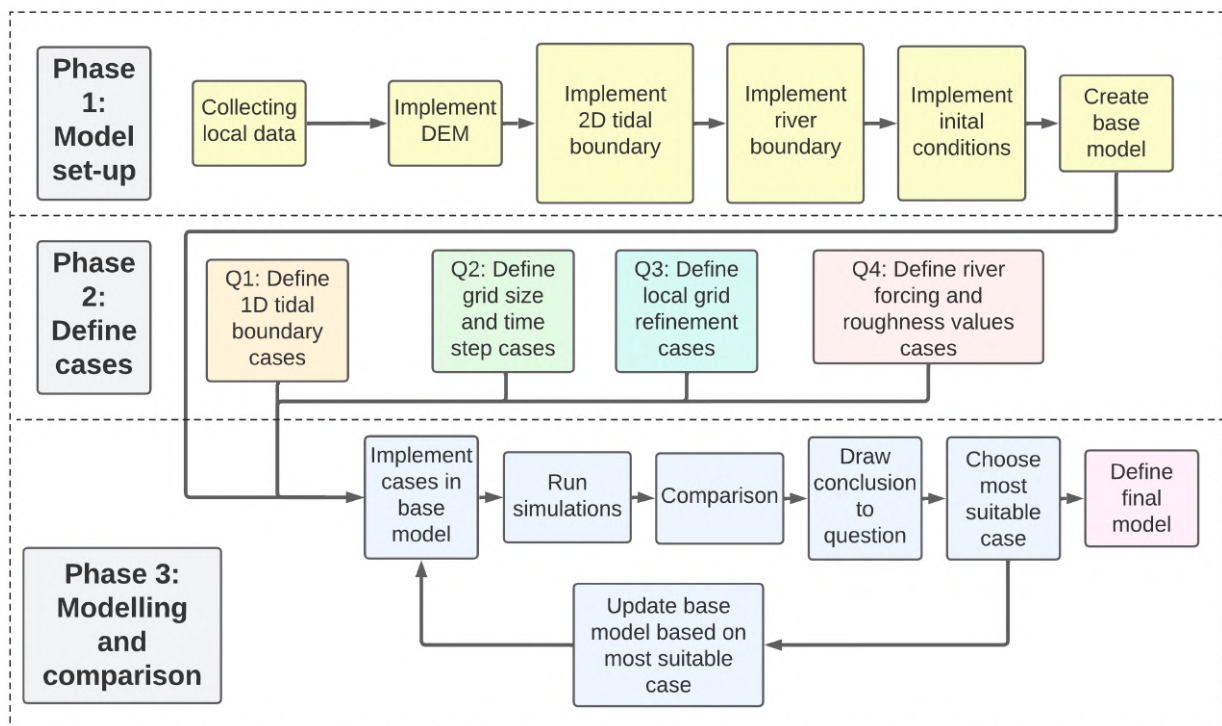 Phase
1:
Model
set-up
Collecting
local data
Implement
DEM
Implement
2D tidal
boundary
Implement
river
boundary
Implement
inital
conditions
Create
base
model
Phase
2:
Define
cases
Q1: Define
1D tidal
boundary
cases
Q2: Define
grid size
and time
step cases
Q3: Define
local grid
refinement
cases
Q4: Define river
forcing and
roughness values
cases
Phase 3:
Modelling
and
comparison
Implement
cases in
base
model
Run
simulations
Comparison
Draw
conclusion
to
question
Choose
most
suitable
case
Define
final
model
Update base
model based on
most suitable
case